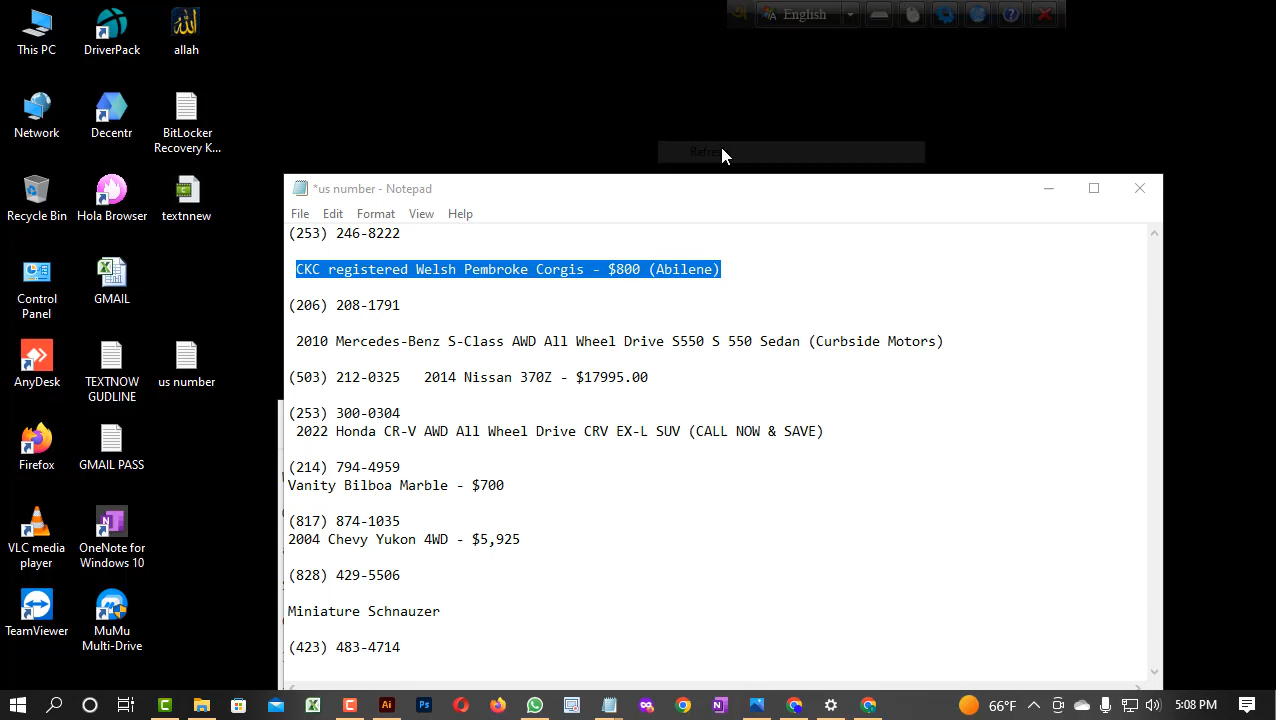 English
This PC
DriverPack
allah
Network
Decentr
BitLocker
Recovery K...
Recycle Bin
Hola Browser
textnnew
Control
Panel
GMAIL
AnyDesk
TEXTNOW
GUDLINE
us number
Firefox
GMAIL PASS
VLC media
player
OneNote for
Windows 10
TeamViewer
MuMu
Multi-Drive
الله
*us number - Notepad
File Edit Format View Help
(253) 246-8222
CKC registered Welsh Pembroke Corgis - $800 (Abilene)
(206) 208-1791
2010 Mercedes-Benz S-Class AWD All Wheel Drive S550 S 550 Sedan (Curbside Motors)
(503) 212-0325 2014 Nissan 370Z - $17995.00
(253) 300-0304
2022 Honda CR-V AWD All Wheel Drive CRV EX-L SUV (CALL NOW & SAVE)
(214) 794-4959
Vanity Bilboa Marble - $700
(817) 874-1035
2004 Chevy Yukon 4WD - $5,925
(828) 429-5506
Miniature Schnauzer
(423) 483-4714
Ai
Ps
66°F
5:08 PM